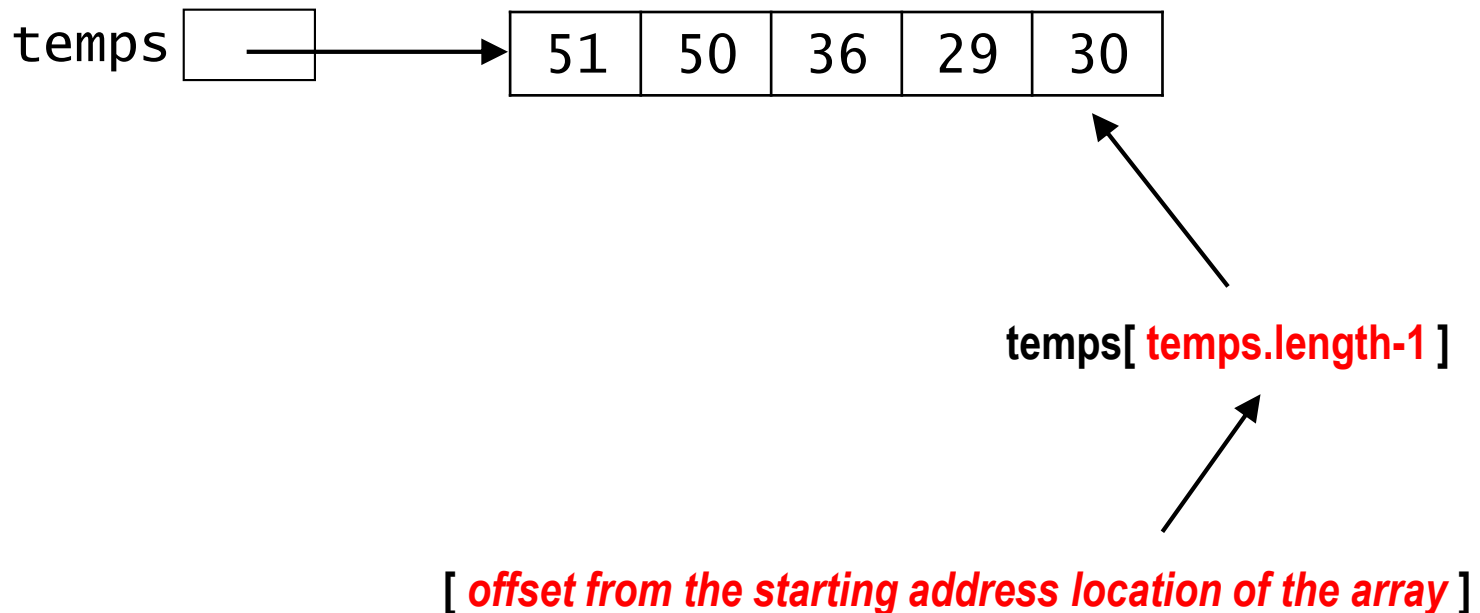 temps 51 50 36 29 30
temps[ temps.length-1 ]
[ offset from the starting address location of the array ]